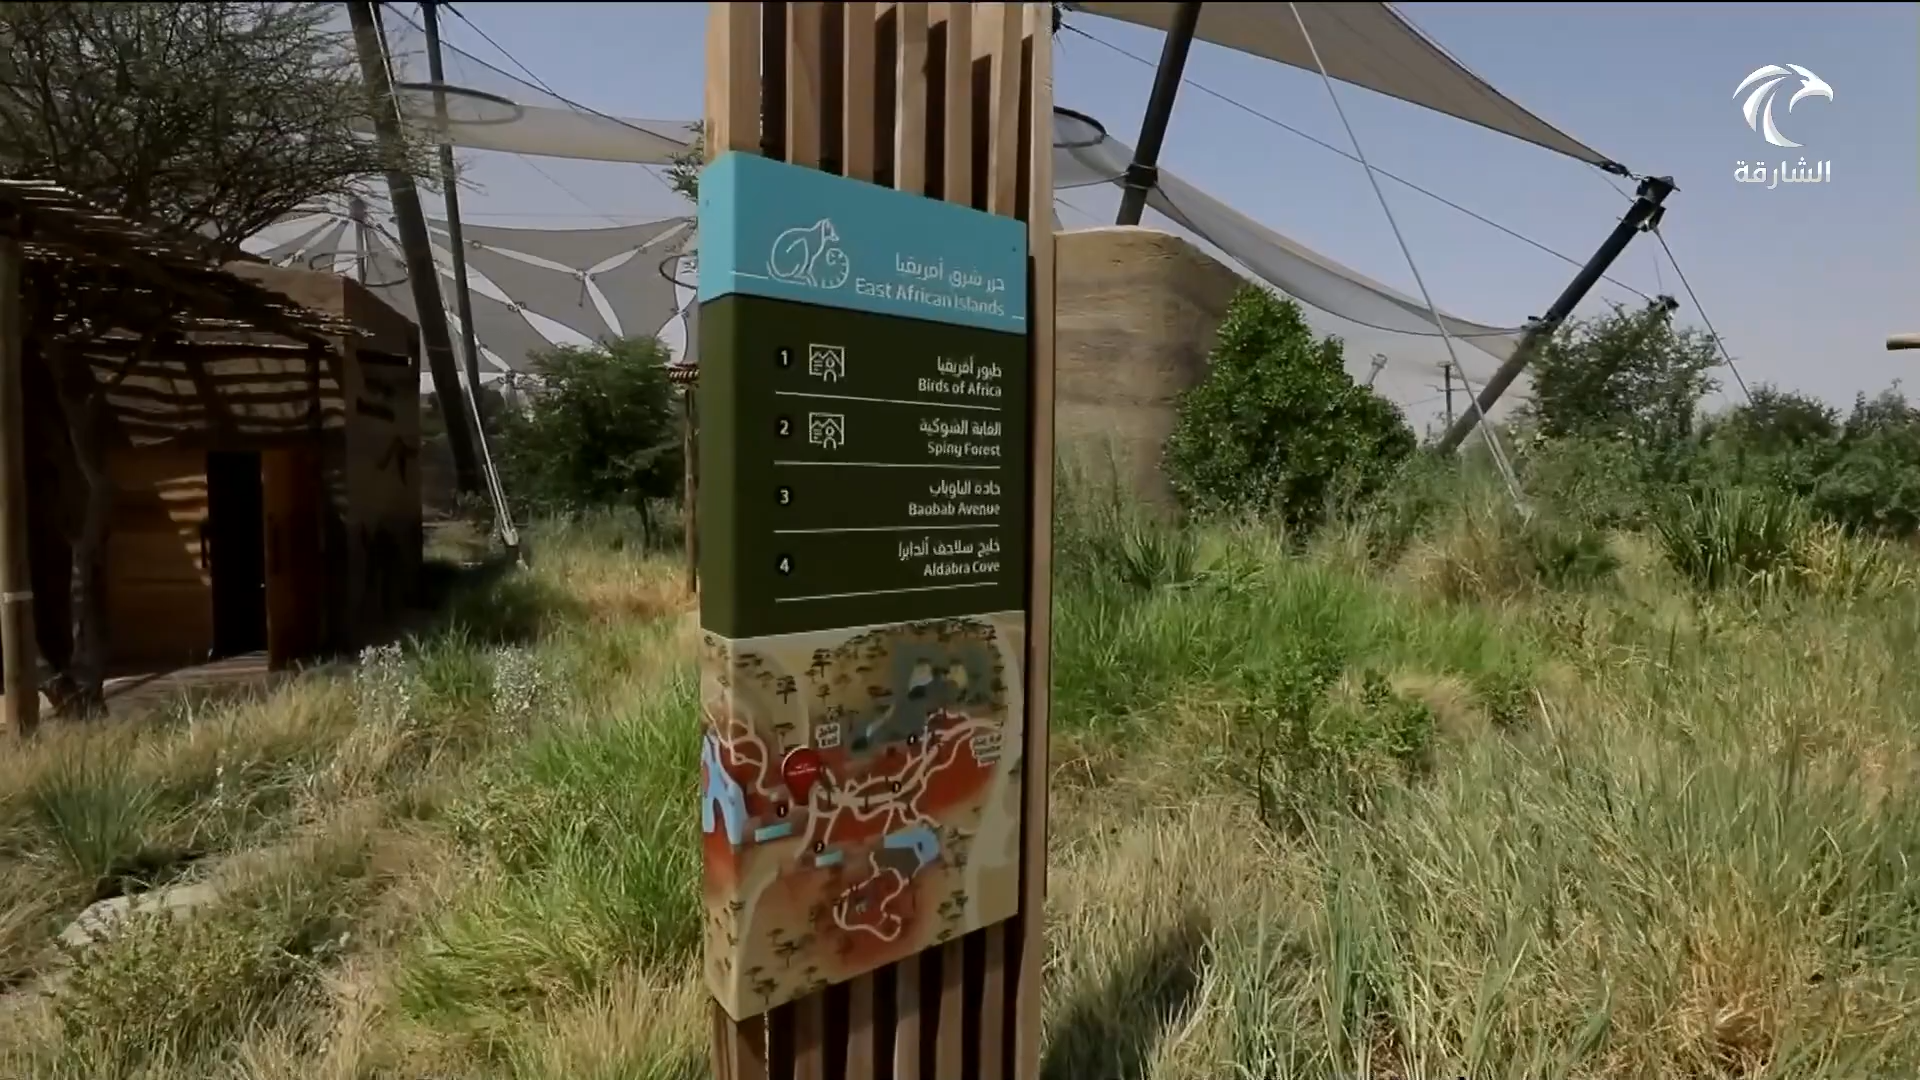 الشارقة
جزر شرق أفريقيا
East African Islands
1
طيور أفريقيا
Birds of Africa
2
الغابة الشوكية
Spiny Forest
3
جادة الباوباب
Baobab Avenue
4
خليج سلاحف ألدابرا
Aldabra Cove